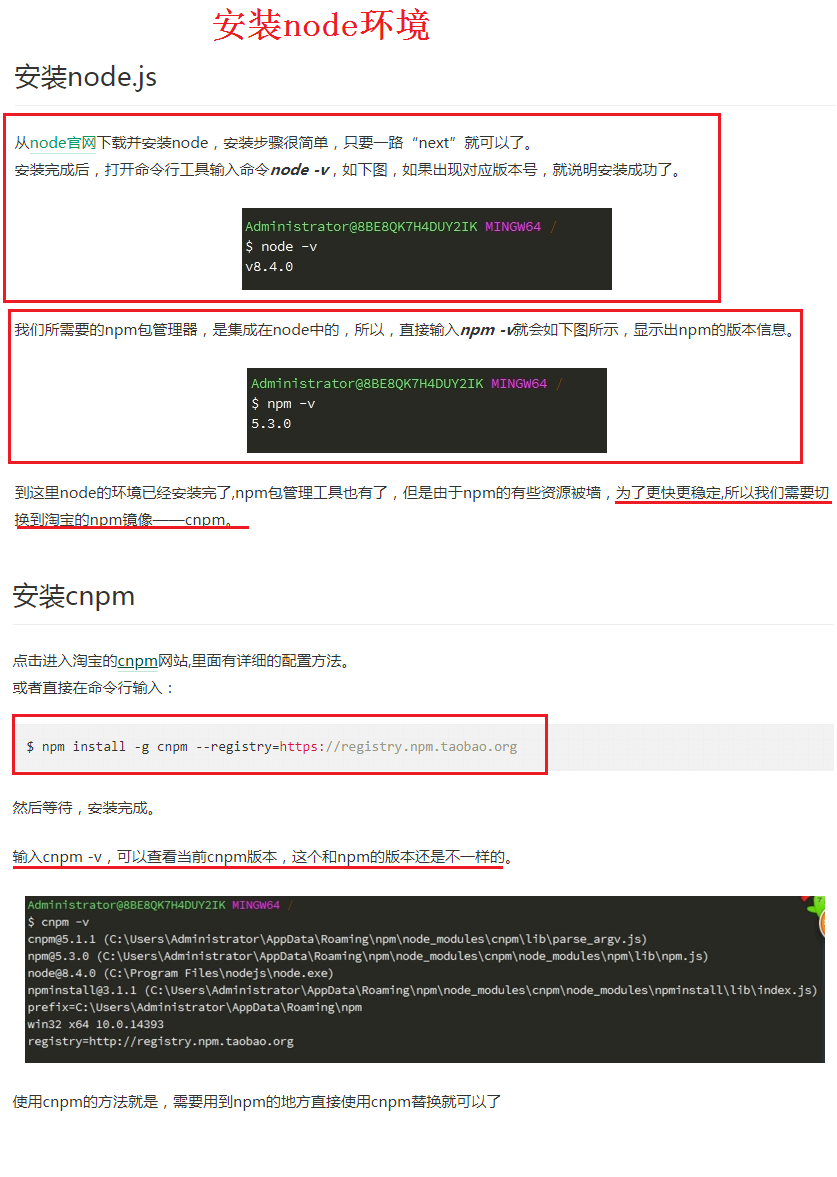 安装node环境
安装node.js
从node官网下载并安装node，安装步骤很简单，只要一路“next”就可以了。
安装完成后，打开命令行工具输入命令node -v，如下图，如果出现对应版本号，就说明安装成功了。
Administrator@8BE8QK7H4DUY2IK MINGW64 /
$ node -v
v8.4.0
我们所需要的npm包管理器，是集成在node中的，所以，直接输入npm -v就会如下图所示，显示出npm的版本信息。
Administrator@8BE8QK7H4DUY2IK MINGW64 /
$ npm -v
5.3.0
到这里node的环境已经安装完了,npm包管理工具也有了，但是由于npm的有些资源被墙，为了更快更稳定,所以我们需要切
换到淘宝的npm镜像——cnpm。
安装cnpm
点击进入淘宝的cnpm网站,里面有详细的配置方法。
或者直接在命令行输入：
$ npm install -g cnpm --registry=https://registry.npm.taobao.org
然后等待，安装完成。
输入cnpm -v，可以查看当前cnpm版本，这个和npm的版本还是不一样的。
Administrator@8BE8QK7H4DUY2IK MINGW64 /
$ cnpm -v
cnpm@5.1.1 (C:\Users\Administrator\AppData\Roaming\npm\node_modules\cnpm\lib\parse_argv.js)
npm@5.3.0 (C:\Users\Administrator\AppData\Roaming\npm\node_modules\cnpm\node_modules\npm\lib\npm.js)
node@8.4.0 (C:\Program Files\nodejs\node.exe)
npminstall@3.1.1 (C:\Users\Administrator\AppData\Roaming\npm\node_modules\cnpm\node_modules\npminstall\lib\index.js)
prefix=C:\Users\Administrator\AppData\Roaming\npm
win32 x64 10.0.14393
registry=http://registry.npm.taobao.org
使用cnpm的方法就是，需要用到npm的地方直接使用cnpm替换就可以了